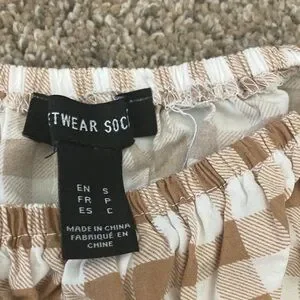 ETWEAR SOC
EN S
FR P
ES C
MADE IN CHINA
FABRIQUÉ EN
CHINE